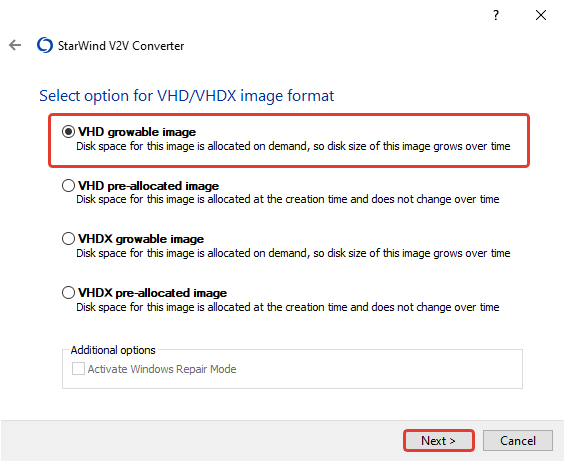 ?
StarWind V2V Converter
Select option for VHD/VHDX image format
VHD growable image
Disk space for this image is allocated on demand, so disk size of this image grows over time
VHD pre-allocated image
Disk space for this image is allocated at the creation time and does not change over time
VHDX growable image
Disk space for this image is allocated on demand, so disk size of this image grows over time
VHDX pre-allocated image
Disk space for this image is allocated at the creation time and does not change over time
Additional options
Activate Windows Repair Mode
Next > Cancel